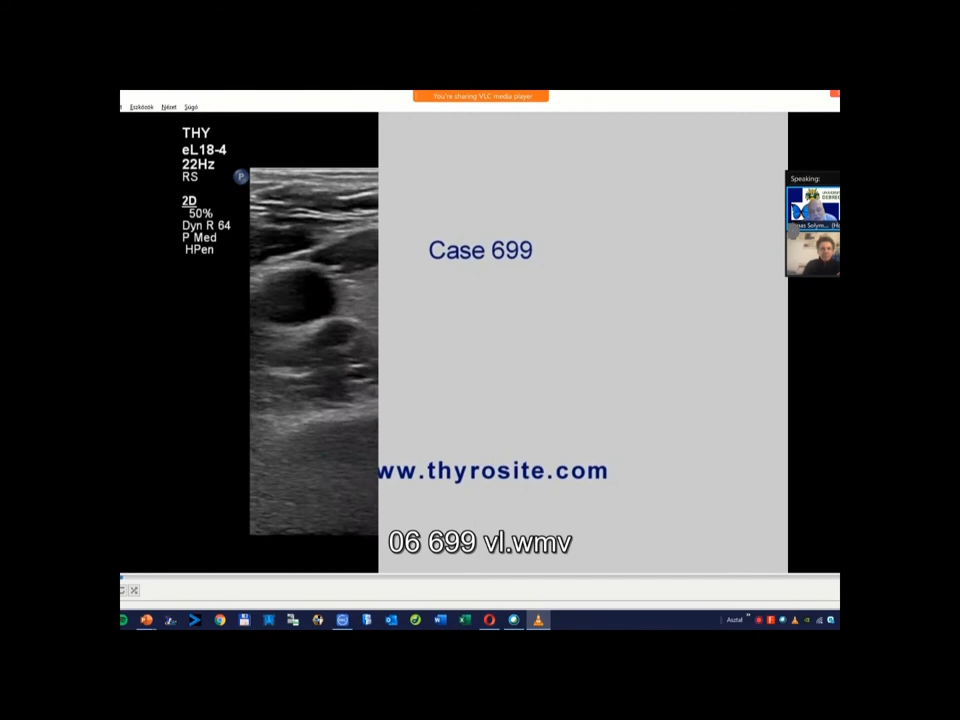 You're sharing VLC media player
Eszközök Nézet Súgó
THY
eL18-4
22Hz
RS
P
2D
50%
Dyn R 64
P Med
HPen
Speaking:
Case 699
ww.thyrosite.com
06 699 vl.wmv
Asztal